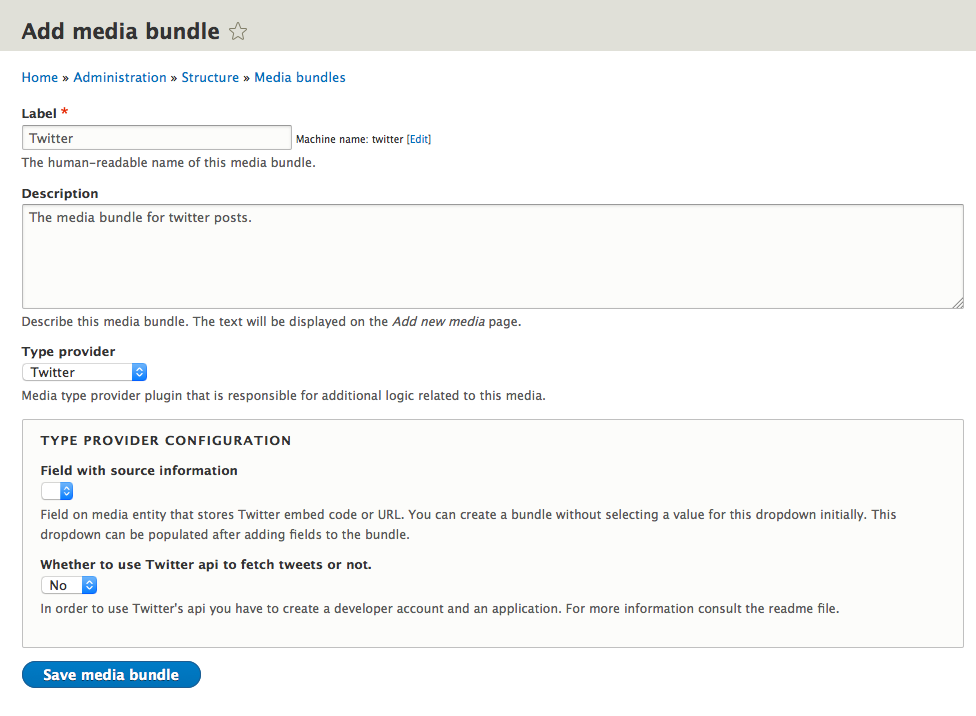 Add media bundle
Home » Administration » Structure » Media bundles
Label *
Twitter Machine name: twitter [Edit]
The human-readable name of this media bundle.
Description
The media bundle for twitter posts.
Describe this media bundle. The text will be displayed on the Add new media page.
Type provider
Twitter
Media type provider plugin that is responsible for additional logic related to this media.
TYPE PROVIDER CONFIGURATION
Field with source information
Field on media entity that stores Twitter embed code or URL. You can create a bundle without selecting a value for this dropdown initially. This
dropdown can be populated after adding fields to the bundle.
Whether to use Twitter api to fetch tweets or not.
No
In order to use Twitter's api you have to create a developer account and an application. For more information consult the readme file.
Save media bundle